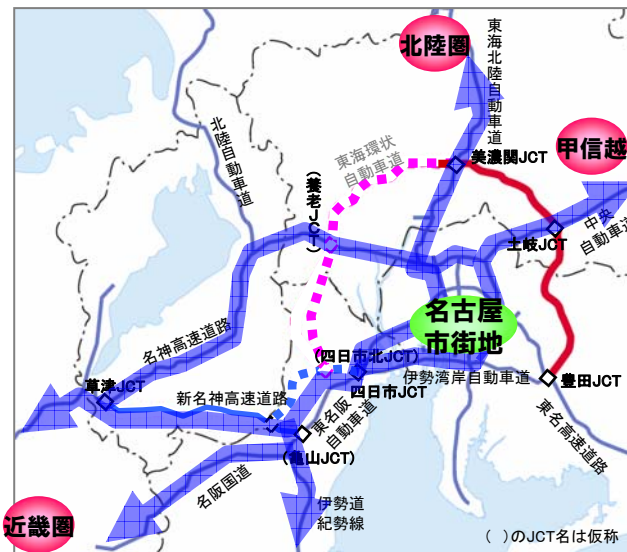 北陸圏
東海北陸自動車道
美濃関JCT
甲信越
東海環状
自動車道
北陸自動車道
(養老JCT)
中央
自動車道
土岐JCT
名古屋
市街地
名神高速道路
(四日市北JCT)
草津JCT
新名神高速道路
四日市JCT
伊勢湾岸自動車道
豊田JCT
東名阪
自動車道
東名高速道路
(亀山JCT)
名阪国道
伊勢道
紀勢線
近畿圏
( )のJCT名は仮称